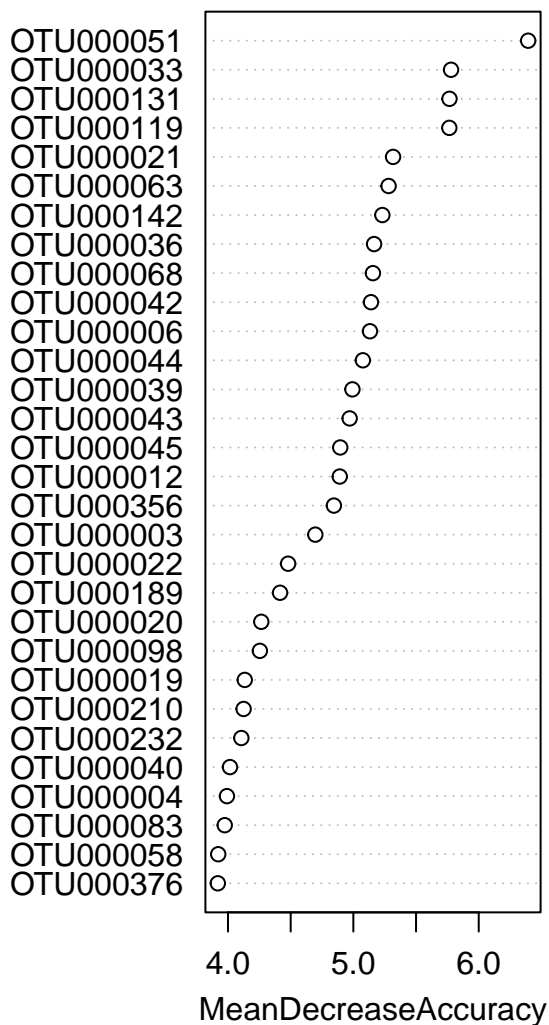 OTU000051
OTU000033
OTU000131
OTU000119
OTU000021
OTU000063
OTU000142
OTU000036
OTU000068
OTU000042
OTU000006
OTU000044
OTU000039
OTU000043
OTU000045
OTU000012
OTU000356
OTU000003
OTU000022
OTU000189
OTU000020
OTU000098
OTU000019
OTU000210
OTU000232
OTU000040
OTU000004
OTU000083
OTU000058
OTU000376
4.0 5.0 6.0
MeanDecreaseAccuracy